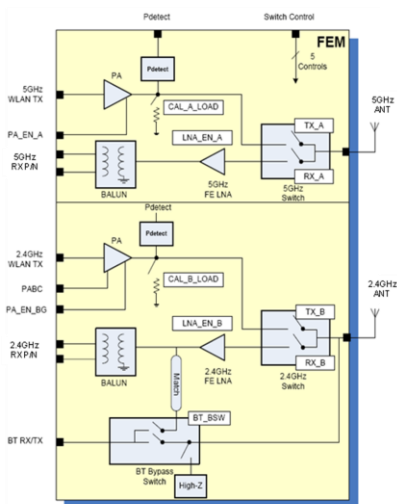 Pdetect
Switch Control
FEM
5
Controls
5GHz
WLAN TX
PA
Pdetect
CAL_A_LOAD
PA_EN_A
LNA_EN_A
TX_A
5GHz
ANT
5GHz
RX P/N
BALUN
5GHz
FE LNA
RX_A
5GHz
Switch
Pdetect
Pdetect
2.4GHz
WLAN TX
PA
PABC
CAL_B_LOAD
PA_EN_BG
LNA_EN_B
TX_B
2.4GHz
ANT
2.4GHz
RX P/N
BALUN
2.4GHz
FE LNA
RX_B
2.4GHz
Switch
Match
BT_BSW
BT RX/TX
BT Bypass
Switch
High-Z